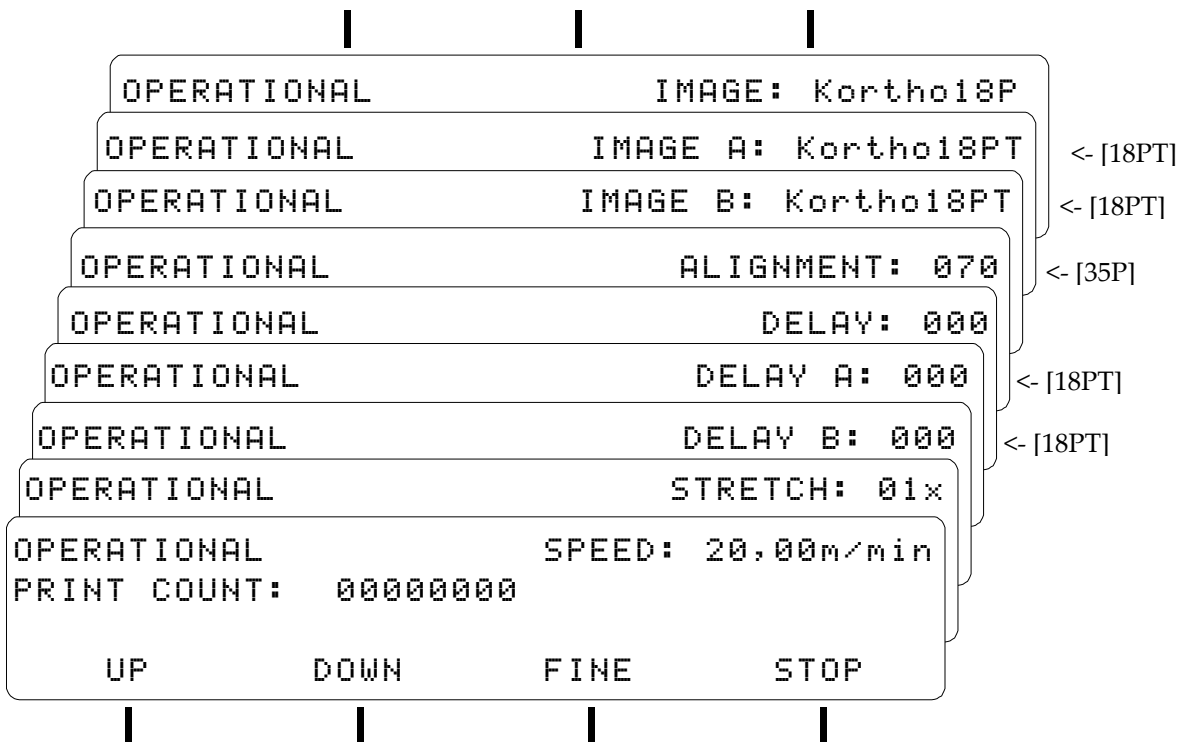 OPERATIONAL IMAGE: Kortho18P
OPERATIONAL IMAGE A: Kortho18PT <- [18PT]
OPERATIONAL IMAGE B: Kortho18PT <- [18PT]
OPERATIONAL ALIGNMENT: 070 <- [35P]
OPERATIONAL DELAY: 000
OPERATIONAL DELAY A: 000 <- [18PT]
OPERATIONAL DELAY B: 000 <- [18PT]
OPERATIONAL STRETCH: 01x
OPERATIONAL SPEED: 20,00m/min
PRINT COUNT: 00000000
UP DOWN FINE STOP